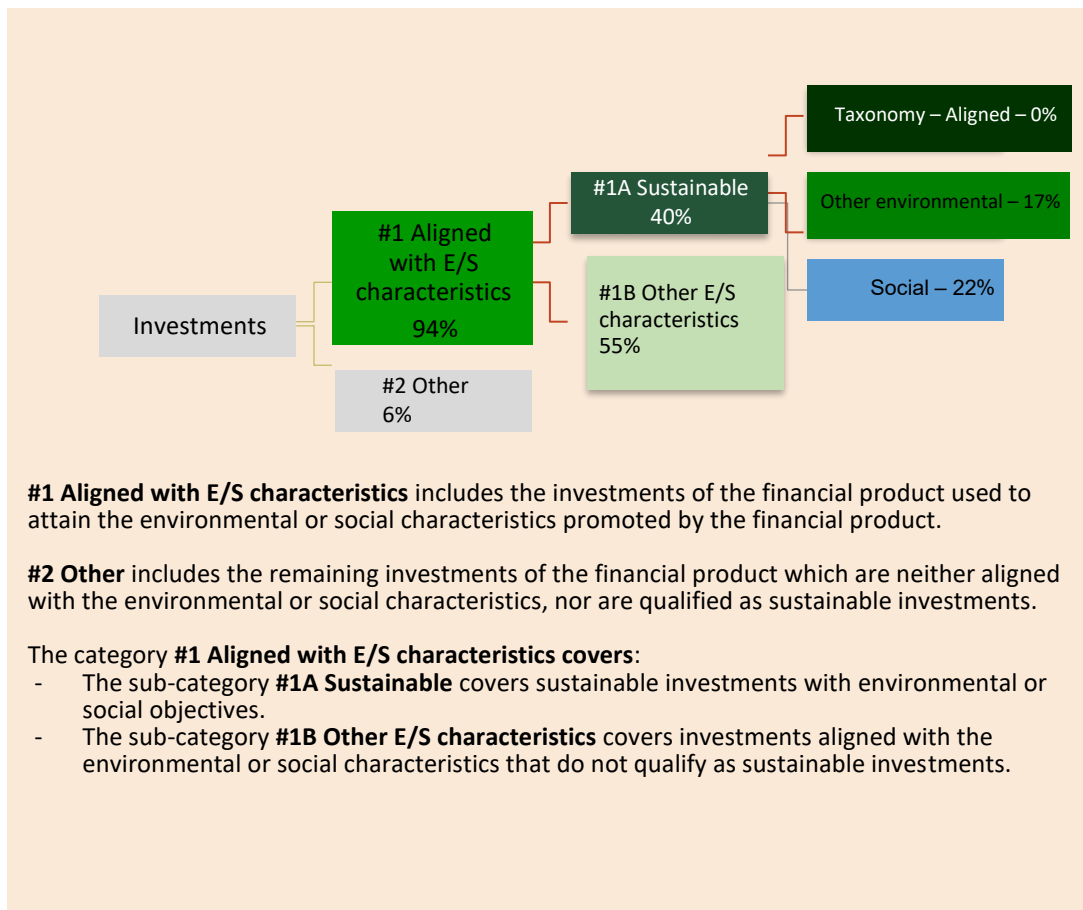 Taxonomy – Aligned – 0%
#1A Sustainable
40%
Other environmental – 17%
#1 Aligned
with E/S
characteristics
94%
Social – 22%
#1B Other E/S
characteristics
55%
Investments
#2 Other
6%
#1 Aligned with E/S characteristics includes the investments of the financial product used to
attain the environmental or social characteristics promoted by the financial product.
#2 Other includes the remaining investments of the financial product which are neither aligned
with the environmental or social characteristics, nor are qualified as sustainable investments.
The category #1 Aligned with E/S characteristics covers:
- The sub-category #1A Sustainable covers sustainable investments with environmental or
social objectives.
- The sub-category #1B Other E/S characteristics covers investments aligned with the
environmental or social characteristics that do not qualify as sustainable investments.